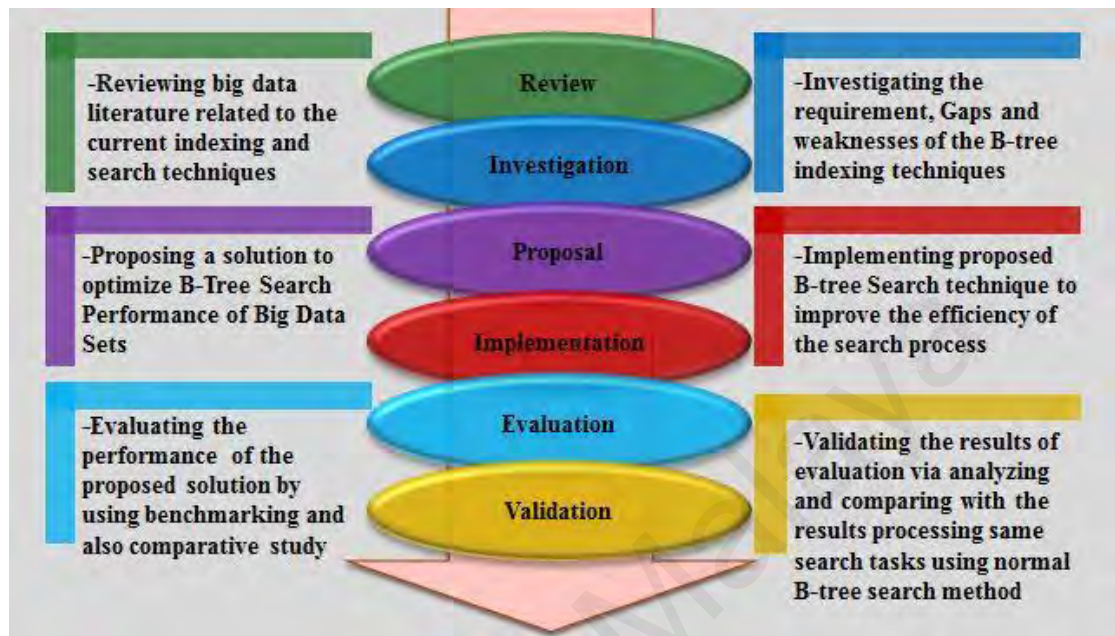 Review
-Reviewing big data
literature related to the
current indexing and
search techniques
-Investigating the
requirement, Gaps and
weaknesses of the B-tree
indexing techniques
Investigation
Proposal
-Proposing a solution to
optimize B-Tree Search
Performance of Big Data
Sets
-Implementing proposed
B-tree Search technique to
improve the efficiency of
the search process
Implementation
Evaluation
-Evaluating the
performance of the
proposed solution by
using benchmarking and
also comparative study
-Validating the results of
evaluation via analyzing
and comparing with the
results processing same
search tasks using normal
B-tree search method
Validation